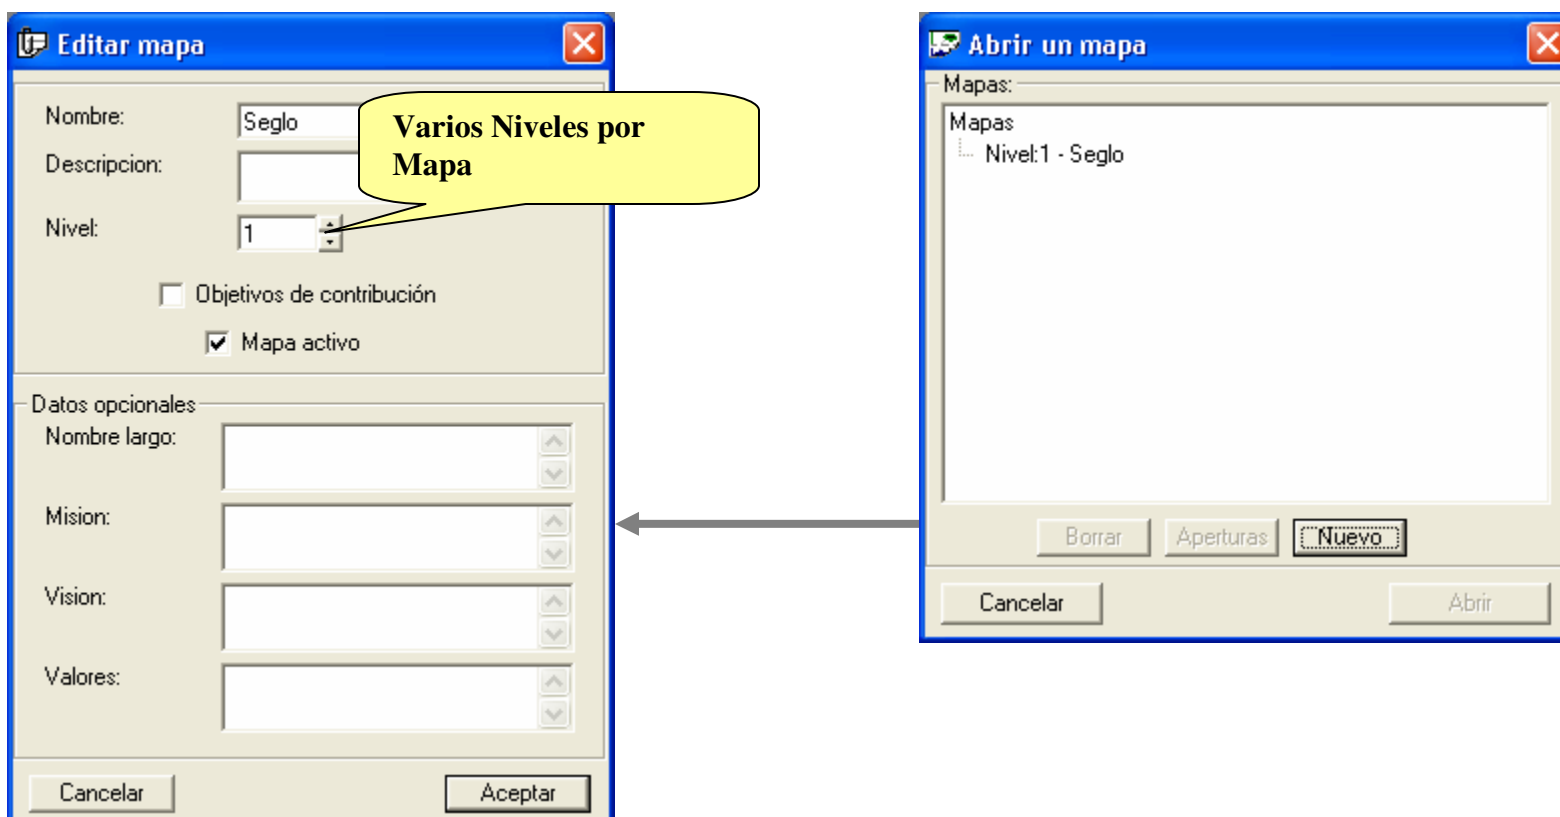 Editar mapa
Nombre:
Seglo
Varios Niveles por
Mapa
Descripcion:
Nivel:
1
Objetivos de contribución
Mapa activo
Datos opcionales
Nombre largo:
Mision:
Vision:
Valores:
Cancelar
Aceptar
Abrir un mapa
Mapas:
Mapas
Nivel:1 - Seglo
Borrar
Aperturas
Nuevo
Cancelar
Abrir